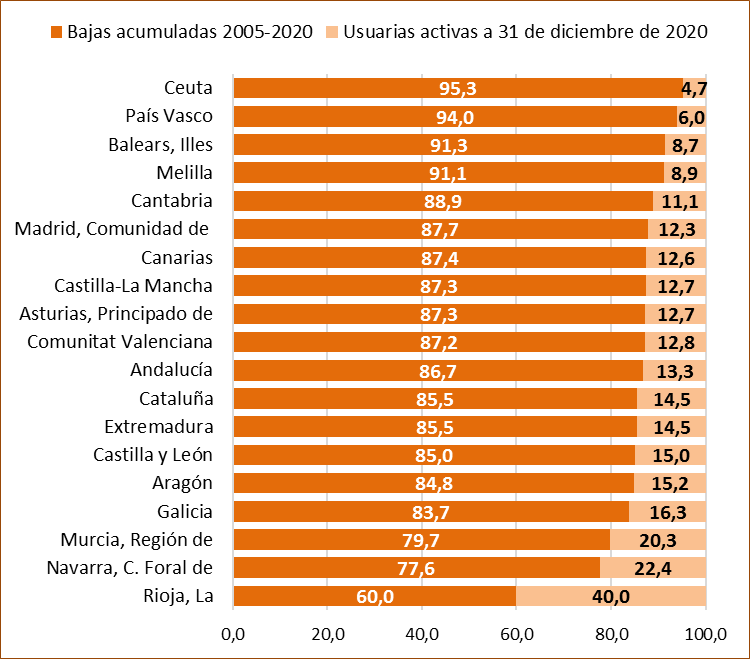 Bajas acumuladas 2005-2020 Usuarias activas a 31 de diciembre de 2020
Ceuta 95,3 4,7
País Vasco 94,0 6,0
Balears, Illes 91,3 8,7
Melilla 91,1 8,9
Cantabria 88,9 11,1
Madrid, Comunidad de 87,7 12,3
Canarias 87,4 12,6
Castilla-La Mancha 87,3 12,7
Asturias, Principado de 87,3 12,7
Comunitat Valenciana 87,2 12,8
Andalucía 86,7 13,3
Cataluña 85,5 14,5
Extremadura 85,5 14,5
Castilla y León 85,0 15,0
Aragón 84,8 15,2
Galicia 83,7 16,3
Murcia, Región de 79,7 20,3
Navarra, C. Foral de 77,6 22,4
Rioja, La 60,0 40,0
0,0 20,0 40,0 60,0 80,0 100,0